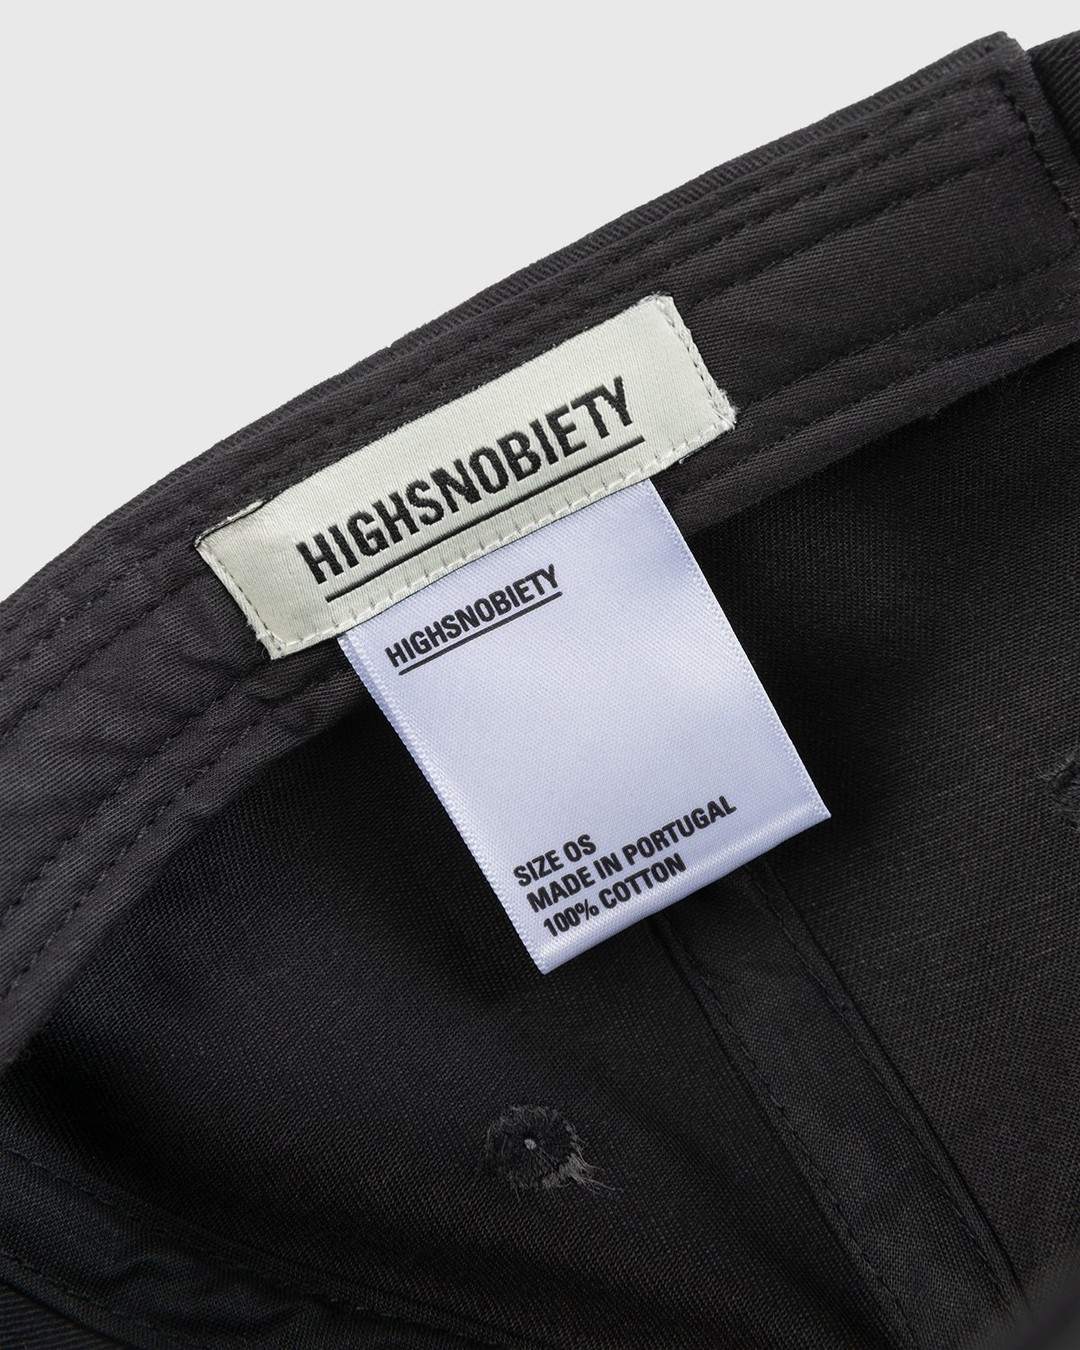 HIGHSNOBIETY
HIGHSNOBIETY
SIZE OS
MADE IN PORTUGAL
100% COTTON